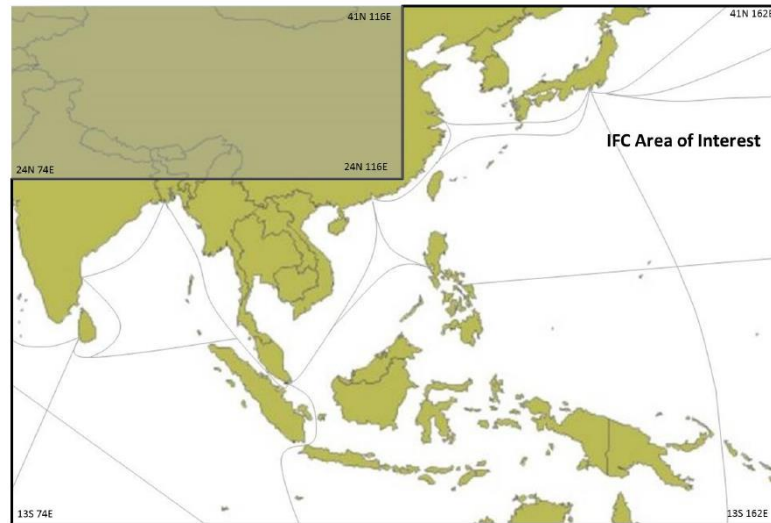 41N 116E
41N 162E
IFC Area of Interest
24N 74E
24N 116E
13S 74E
13S 162E